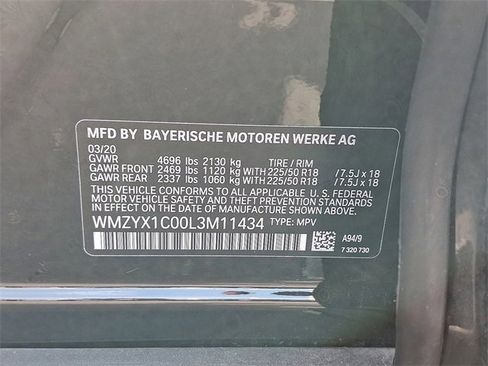 MFD BY BAYERISCHE MOTOREN WERKE AG
03/20
GVWR 4696 lbs 2130 kg TIRE / RIM
GAWR FRONT 2469 lbs 1120 kg WITH 225/50 R18 /7.5J x 18
GAWR REAR 2337 lbs 1060 kg WITH 225/50 R18 /7.5J x 18
THIS VEHICLE CONFORMS TO ALL APPLICABLE U. S. FEDERAL
MOTOR VEHICLE SAFETY AND THEFT PREVENTION STANDARDS
IN EFFECT ON THE DATE OF MANUFACTURE SHOWN ABOVE.
WMZYX1C00L3M11434 TYPE: MPV
A94/9
7 320 730